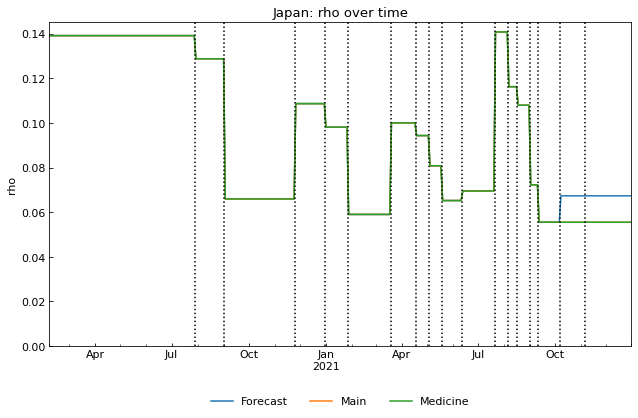 Japan: rho over time
0.14
0.12
0.10
0.08
0.06
0.04
0.02
0.00
rho
Apr Jul Oct Jan Apr Jul Oct
2021
Forecast Main Medicine